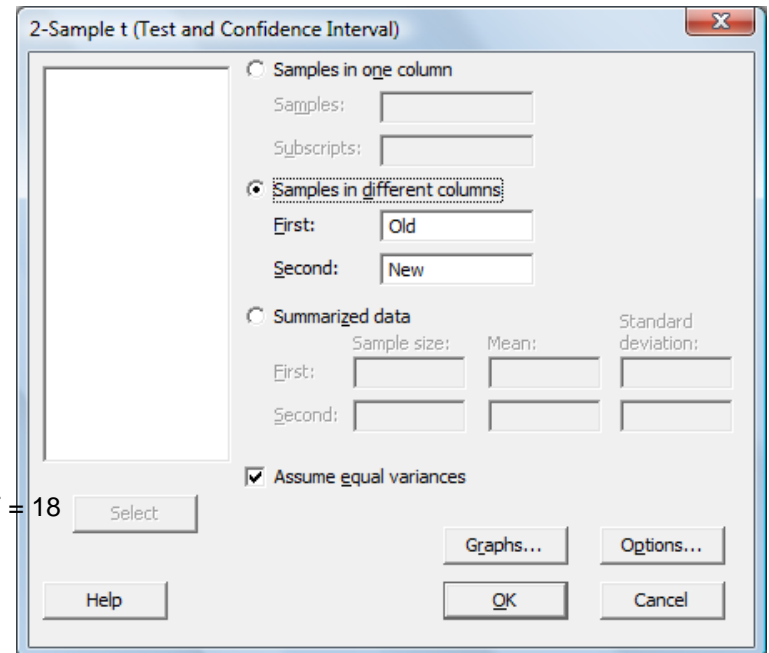 2-Sample t (Test and Confidence Interval)
Samples in one column
Samples:
Subscripts:
Samples in different columns
First: Old
Second: New
Summarized data
Sample size: Mean: Standard deviation:
First:
Second:
Assume equal variances
= 18
Select
Graphs... Options...
Help OK Cancel